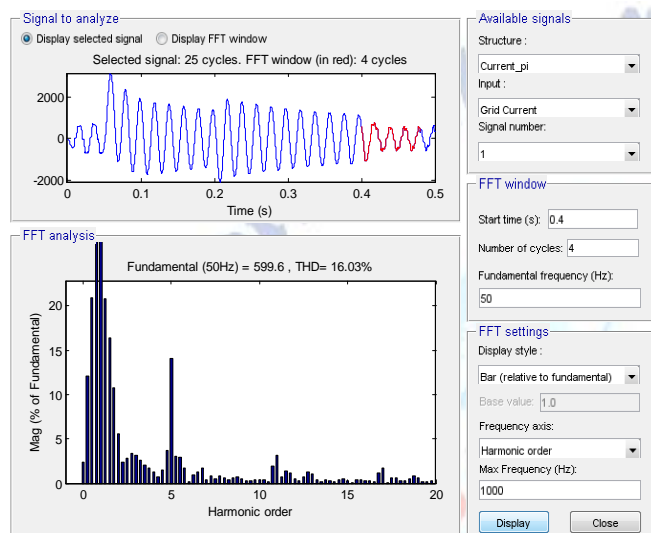 Signal to analyze
Display selected signal Display FFT window
Selected signal: 25 cycles. FFT window (in red): 4 cycles
2000
0
-2000
0 0.1 0.2 0.3 0.4 0.5
Time (s)
FFT analysis
Fundamental (50Hz) = 599.6 , THD= 16.03%
20
15
10
5
0
Mag (% of Fundamental)
0 5 10 15 20
Harmonic order
Available signals
Structure :
Current_pi
Input :
Grid Current
Signal number:
1
FFT window
Start time (s): 0.4
Number of cycles: 4
Fundamental frequency (Hz):
50
FFT settings
Display style :
Bar (relative to fundamental)
Base value: 1.0
Frequency axis:
Harmonic order
Max Frequency (Hz):
1000
Display Close